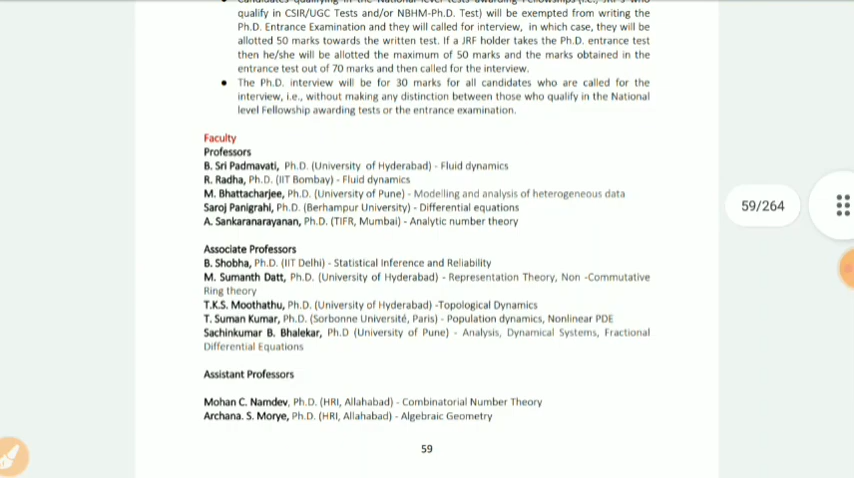 qualify in CSIR/UGC Tests and/or NBHM-Ph.D. Test) will be exempted from writing the
Ph.D. Entrance Examination and they will called for interview, in which case, they will be
allotted 50 marks towards the written test. If a JRF holder takes the Ph.D. entrance test
then he/she will be allotted the maximum of 50 marks and the marks obtained in the
entrance test out of 70 marks and then called for the interview.
• The Ph.D. interview will be for 30 marks for all candidates who are called for the
interview, i.e., without making any distinction between those who qualify in the National
level Fellowship awarding tests or the entrance examination.
Faculty
Professors
B. Sri Padmavati, Ph.D. (University of Hyderabad) - Fluid dynamics
R. Radha, Ph.D. (IIT Bombay) - Fluid dynamics
M. Bhattacharjee, Ph.D. (University of Pune) - Modelling and analysis of heterogeneous data
Saroj Panigrahi, Ph.D. (Berhampur University) - Differential equations
A. Sankaranarayanan, Ph.D. (TIFR, Mumbai) - Analytic number theory
59/264
Associate Professors
B. Shobha, Ph.D. (IIT Delhi) - Statistical Inference and Reliability
M. Sumanth Datt, Ph.D. (University of Hyderabad) - Representation Theory, Non -Commutative
Ring theory
T.K.S. Moothathu, Ph.D. (University of Hyderabad) -Topological Dynamics
T. Suman Kumar, Ph.D. (Sorbonne Université, Paris) - Population dynamics, Nonlinear PDE
Sachinkumar B. Bhalekar, Ph.D (University of Pune) - Analysis, Dynamical Systems, Fractional
Differential Equations
Assistant Professors
Mohan C. Namdev, Ph.D. (HRI, Allahabad) - Combinatorial Number Theory
Archana. S. Morye, Ph.D. (HRI, Allahabad) - Algebraic Geometry
59